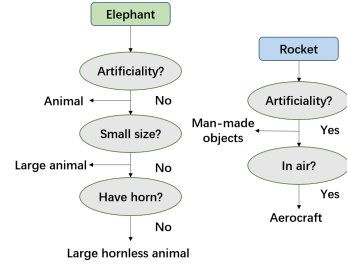 Elephant
Artificiality?
Animal
No
Small size?
Large animal
No
Have horn?
No
Large hornless animal
Rocket
Artificiality?
Man-made
objects
Yes
In air?
Yes
Aerocraft